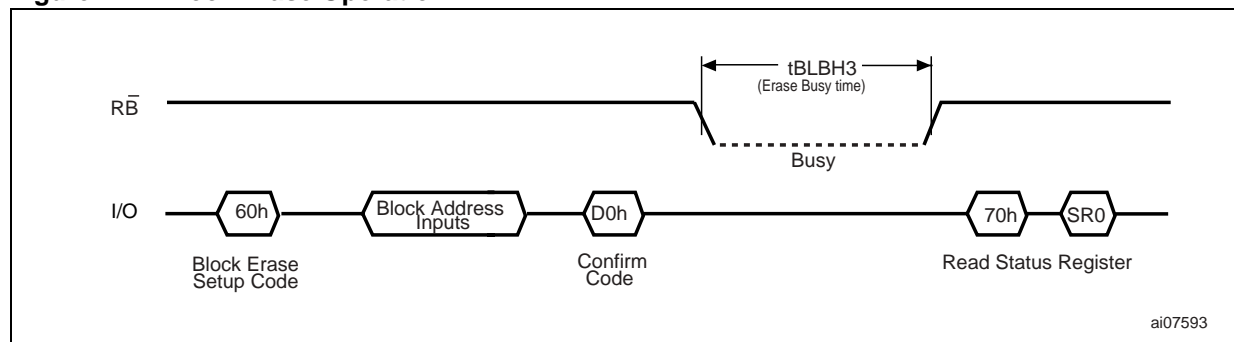 tBLBH3
(Erase Busy time)
RB̅
Busy
I/O
60h
Block Address
Inputs
D0h
70h
SR0
Block Erase
Setup Code
Confirm
Code
Read Status Register
ai07593